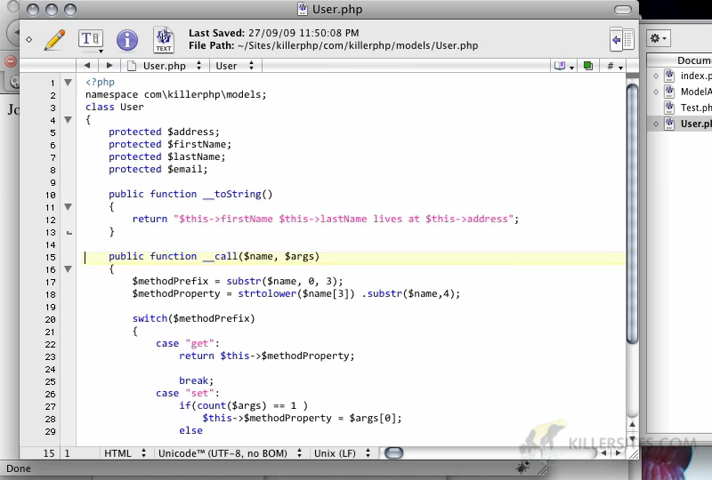 User.php
Last Saved: 27/09/09 11:50:08 PM
File Path: ~/Sites/killerphp/com/killerphp/models/User.php
TEXT
User.php
User
#
Docum
index.p
ModelA
Test.ph
User.ph
Jo
1 <?php
2 namespace com\killerphp\models;
3 class User
4 {
5 protected $address;
6 protected $firstName;
7 protected $lastName;
8 protected $email;
9
10 public function __toString()
11 {
12 return "$this->firstName $this->lastName lives at $this->address";
13 }
14
15 public function __call($name, $args)
16 {
17 $methodPrefix = substr($name, 0, 3);
18 $methodProperty = strtolower($name[3]) .substr($name,4);
19
20 switch($methodPrefix)
21 {
22 case "get":
23 return $this->$methodProperty;
24
25 break;
26 case "set":
27 if(count($args) == 1 )
28 $this->$methodProperty = $args[0];
29 else
KILLERSITES.COM
15 1 HTML Unicode™ (UTF-8, no BOM) Unix (LF)
Done